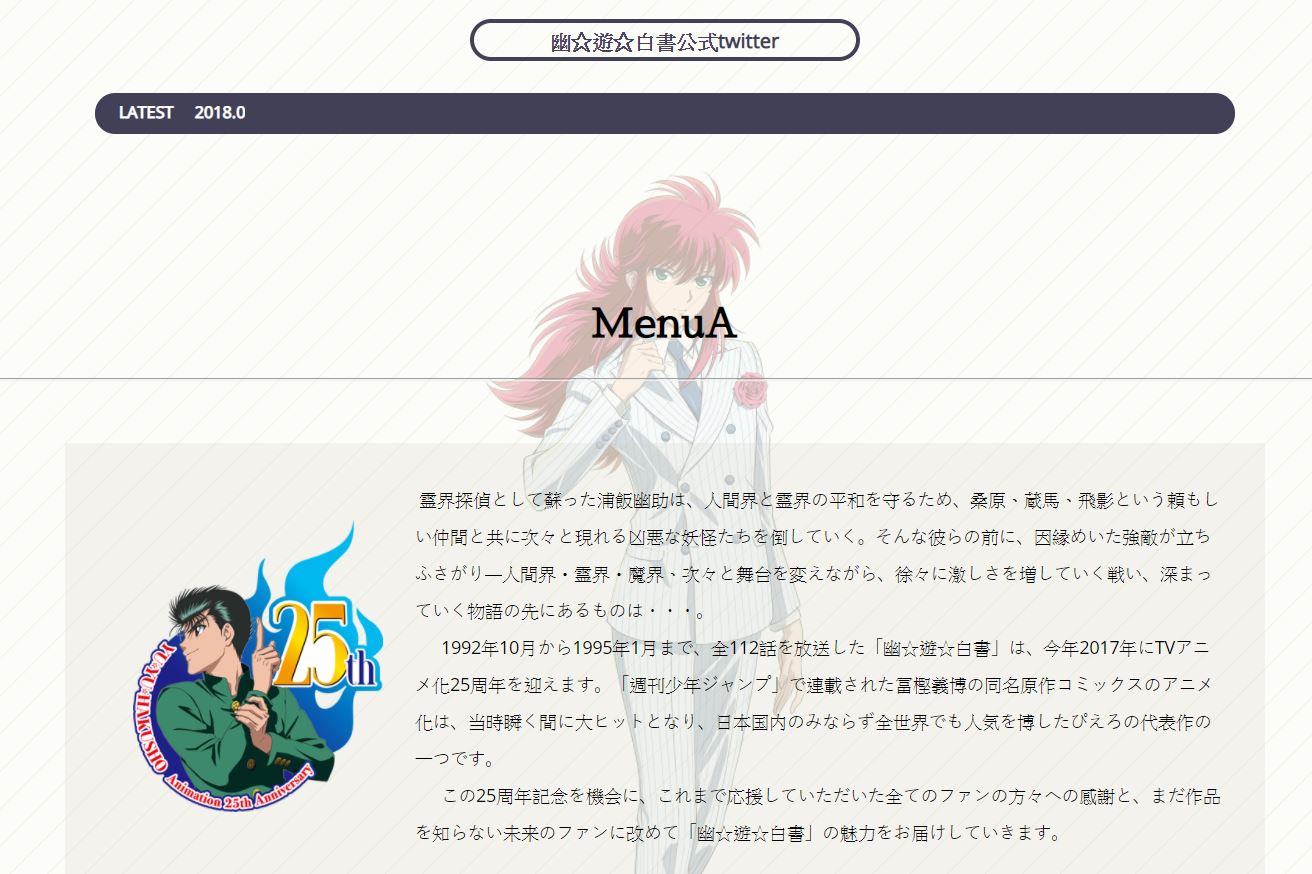 幽☆遊☆白書公式twitter
LATEST 2018.0
MenuA
霊界探偵として蘇った浦飯幽助は、人間界と霊界の平和を守るため、桑原、蔵馬、飛影という頼もし
い仲間と共に次々と現れる凶悪な妖怪たちを倒していく。そんな彼らの前に、因縁めいた強敵が立ち
ふさがり―人間界・霊界・魔界、次々と舞台を変えながら、徐々に激しさを増していく戦い、深まっ
ていく物語の先にあるものは・・・。
1992年10月から1995年1月まで、全112話を放送した「幽☆遊☆白書」は、今年2017年にTVアニ
メ化25周年を迎えます。「週刊少年ジャンプ」で連載された冨樫義博の同名原作コミックスのアニメ
化は、当時瞬く間に大ヒットとなり、日本国内のみならず全世界でも人気を博したぴえろの代表作の
一つです。
この25周年記念を機会に、これまで応援していただいた全てのファンの方々への感謝と、まだ作品
を知らない未来のファンに改めて「幽☆遊☆白書」の魅力をお届けしていきます。
25th
YU☆YU☆HAKUSHO Animation 25th Anniversary